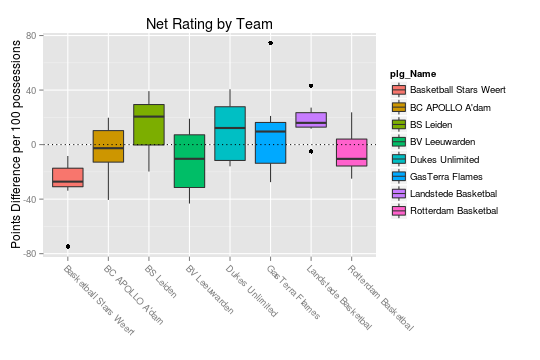 Net Rating by Team
Points Difference per 100 possessions
80
40
0
-40
-80
Basketball Stars Weert
BC APOLLO A'dam
BS Leiden
BV Leeuwarden
Dukes Unlimited
GasTerra Flames
Landstede Basketbal
Rotterdam Basketbal
plg_Name
Basketball Stars Weert
BC APOLLO A'dam
BS Leiden
BV Leeuwarden
Dukes Unlimited
GasTerra Flames
Landstede Basketbal
Rotterdam Basketbal